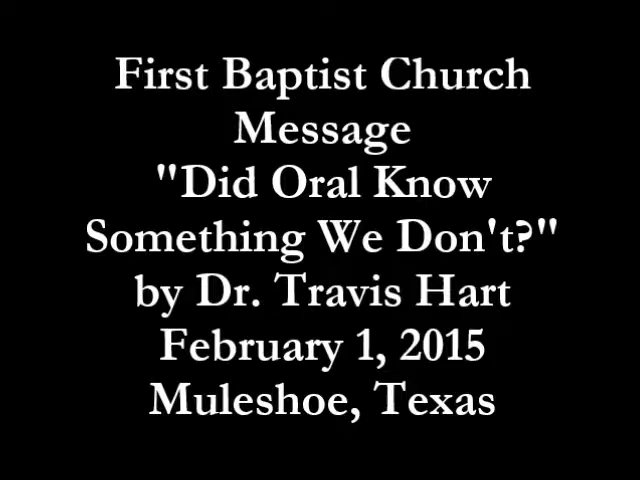 First Baptist Church
Message
"Did Oral Know
Something We Don't?"
by Dr. Travis Hart
February 1, 2015
Muleshoe, Texas